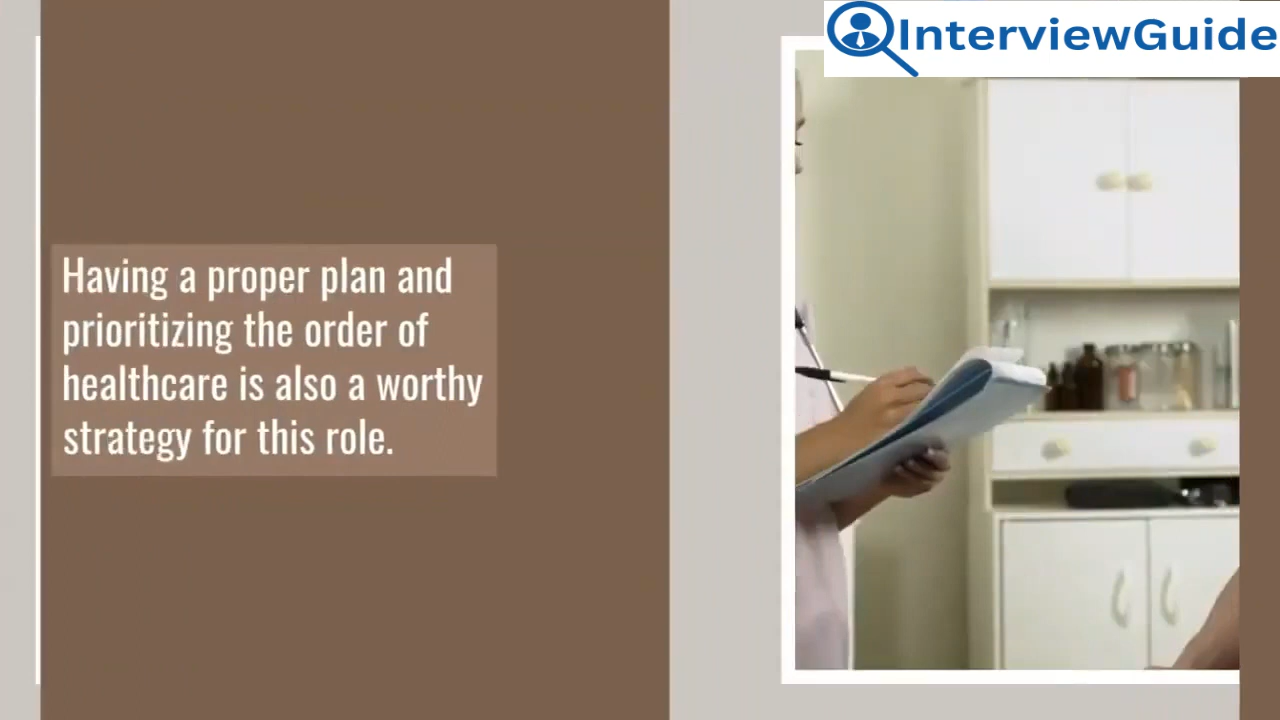 InterviewGuide
Having a proper plan and
prioritizing the order of
healthcare is also a worthy
strategy for this role.